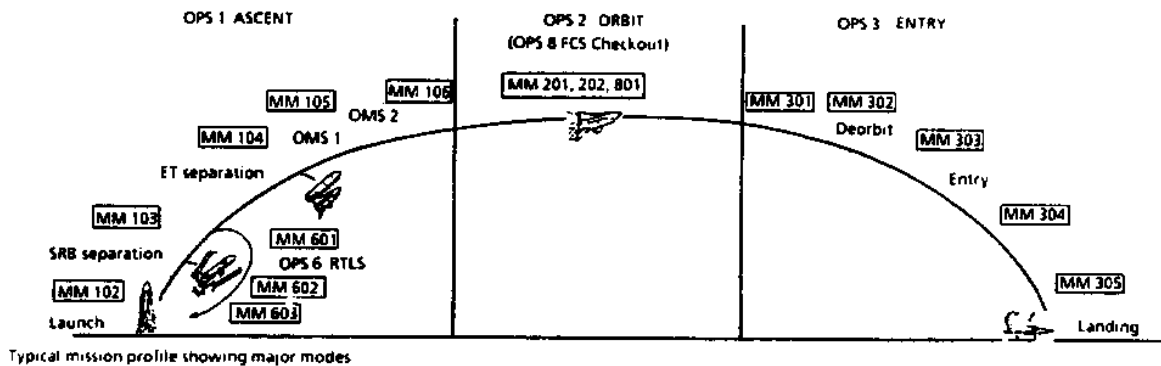 OPS 1 ASCENT
OPS 2 ORBIT
(OPS 8 FCS Checkout)
OPS 3 ENTRY
MM 106
MM 201, 202, 801
MM 301
MM 302
MM 105
OMS 2
Deorbit
MM 104
OMS 1
MM 303
ET separation
Entry
MM 103
MM 304
MM 601
SRB separation
OPS 6 RTLS
MM 102
MM 602
MM 305
MM 603
Launch
Landing
Typical mission profile showing major modes